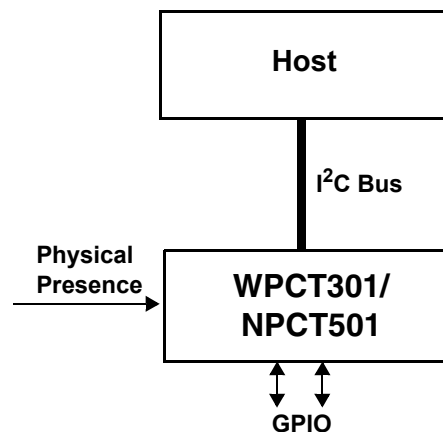 Host
I²C Bus
Physical
Presence
WPCT301/
NPCT501
GPIO